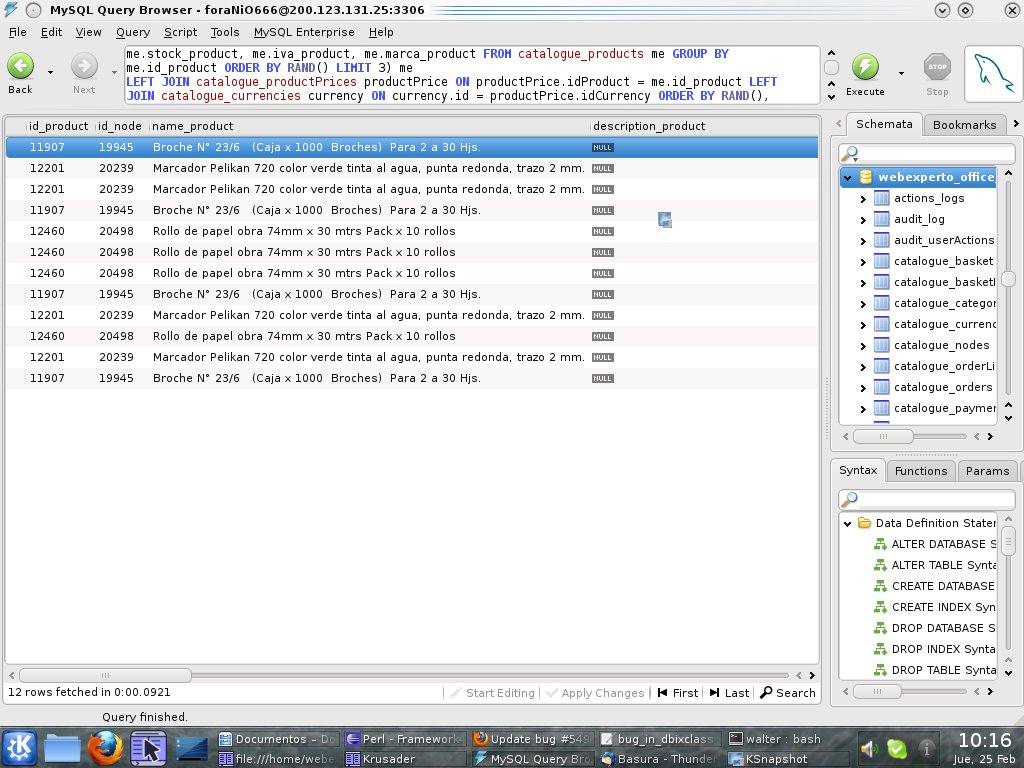 MySQL Query Browser - foraNiO666@200.123.131.25:3306
File Edit View Query Script Tools MySQL Enterprise Help
Back
Next
me.stock_product, me.iva_product, me.marca_product FROM catalogue_products me GROUP BY
me.id_product ORDER BY RAND() LIMIT 3) me
LEFT JOIN catalogue_productPrices productPrice ON productPrice.idProduct = me.id_product LEFT
JOIN catalogue_currencies currency ON currency.id = productPrice.idCurrency ORDER BY RAND(),
Execute
STOP
Stop
id_product id_node name_product description_product
11907 19945 Broche N° 23/6 (Caja x 1000 Broches) Para 2 a 30 Hjs. NULL
12201 20239 Marcador Pelikan 720 color verde tinta al agua, punta redonda, trazo 2 mm. NULL
12201 20239 Marcador Pelikan 720 color verde tinta al agua, punta redonda, trazo 2 mm. NULL
11907 19945 Broche N° 23/6 (Caja x 1000 Broches) Para 2 a 30 Hjs. NULL
12460 20498 Rollo de papel obra 74mm x 30 mtrs Pack x 10 rollos NULL
12460 20498 Rollo de papel obra 74mm x 30 mtrs Pack x 10 rollos NULL
12460 20498 Rollo de papel obra 74mm x 30 mtrs Pack x 10 rollos NULL
11907 19945 Broche N° 23/6 (Caja x 1000 Broches) Para 2 a 30 Hjs. NULL
12201 20239 Marcador Pelikan 720 color verde tinta al agua, punta redonda, trazo 2 mm. NULL
12460 20498 Rollo de papel obra 74mm x 30 mtrs Pack x 10 rollos NULL
12201 20239 Marcador Pelikan 720 color verde tinta al agua, punta redonda, trazo 2 mm. NULL
11907 19945 Broche N° 23/6 (Caja x 1000 Broches) Para 2 a 30 Hjs. NULL
12 rows fetched in 0:00.0921
Start Editing Apply Changes First Last Search
Query finished.
Schemata Bookmarks
webexperto_office
actions_logs
audit_log
audit_userActions
catalogue_basket
catalogue_basketI
catalogue_categor
catalogue_currenc
catalogue_nodes
catalogue_orderLi
catalogue_orders
catalogue_paymer
Syntax Functions Params
Data Definition Stater
ALTER DATABASE S
ALTER TABLE Synta
CREATE DATABASE
CREATE INDEX Syn
DROP DATABASE S
DROP INDEX Synta
DROP TABLE Synta
Documentos – Do Perl - Framework Update bug #549 bug_in_dbixclass walter : bash
file:///home/webe Krusader MySQL Query Bro Basura - Thunder KSnapshot
10:16
Jue, 25 Feb